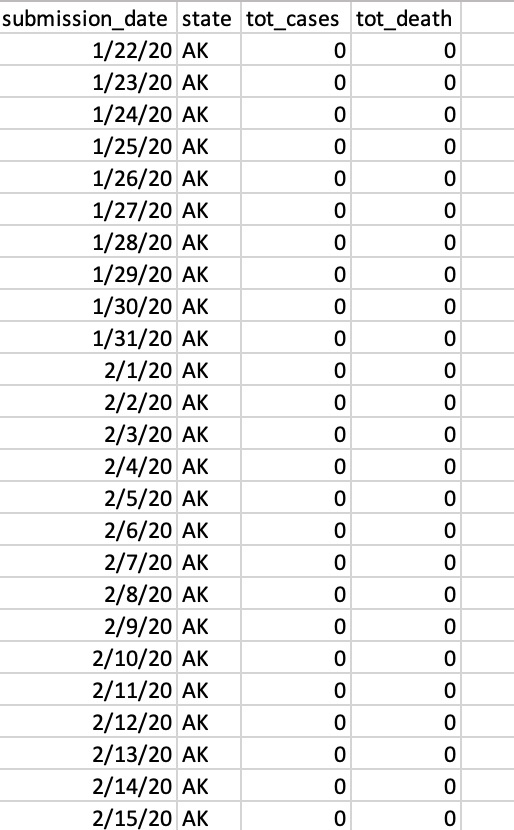 submission_date state tot_cases tot_death
1/22/20 AK 0 0
1/23/20 AK 0 0
1/24/20 AK 0 0
1/25/20 AK 0 0
1/26/20 AK 0 0
1/27/20 AK 0 0
1/28/20 AK 0 0
1/29/20 AK 0 0
1/30/20 AK 0 0
1/31/20 AK 0 0
2/1/20 AK 0 0
2/2/20 AK 0 0
2/3/20 AK 0 0
2/4/20 AK 0 0
2/5/20 AK 0 0
2/6/20 AK 0 0
2/7/20 AK 0 0
2/8/20 AK 0 0
2/9/20 AK 0 0
2/10/20 AK 0 0
2/11/20 AK 0 0
2/12/20 AK 0 0
2/13/20 AK 0 0
2/14/20 AK 0 0
2/15/20 AK 0 0